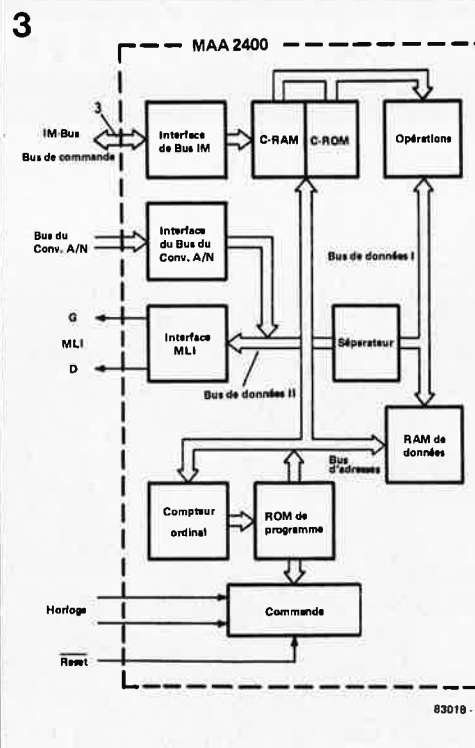 3
MAA 2400
3
IM-Bus
Bus de commande
Interface
de Bus IM
C-RAM
C-ROM
Opérations
Bus du
Conv. A/N
Interface
du Bus du
Conv. A/N
Bus de données I
G
MLI
D
Interface
MLI
Séparateur
Bus de données II
RAM de
données
Bus
d'adresses
Compteur
ordinal
ROM de
programme
Horloge
Commande
Reset
83018 -